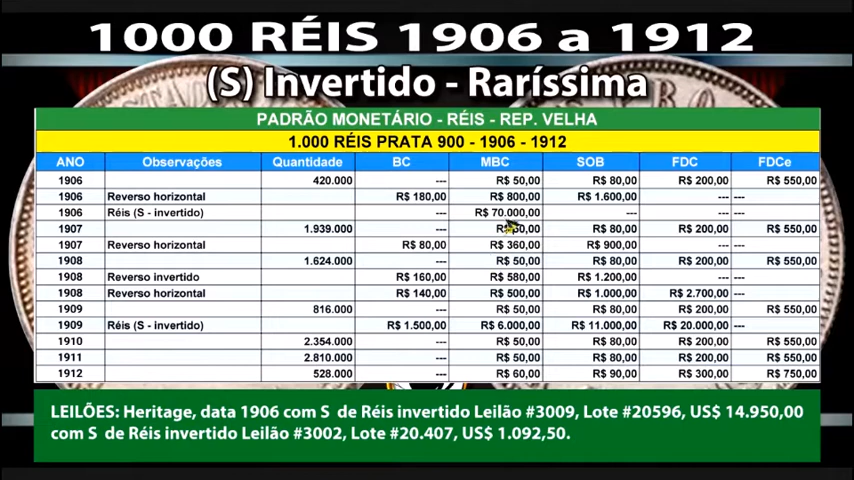 1000 RÉIS 1906 a 1912
(S) Invertido - Raríssima
PADRÃO MONETÁRIO - RÉIS - REP. VELHA
1.000 RÉIS PRATA 900 - 1906 - 1912
ANO Observações Quantidade BC MBC SOB FDC FDCe
1906 420.000 --- R$ 50,00 R$ 80,00 R$ 200,00 R$ 550,00
1906 Reverso horizontal R$ 180,00 R$ 800,00 R$ 1.600,00 --- ---
1906 Réis (S - invertido) --- R$ 70.000,00 --- --- ---
1907 1.939.000 --- R$ 80,00 R$ 200,00 R$ 550,00
1907 Reverso horizontal R$ 80,00 R$ 360,00 R$ 900,00 --- ---
1908 1.624.000 --- R$ 50,00 R$ 80,00 R$ 200,00 R$ 550,00
1908 Reverso invertido R$ 160,00 R$ 580,00 R$ 1.200,00 --- ---
1908 Reverso horizontal R$ 140,00 R$ 500,00 R$ 1.000,00 R$ 2.700,00 ---
1909 816.000 --- R$ 50,00 R$ 80,00 R$ 200,00 R$ 550,00
1909 Réis (S - invertido) R$ 1.500,00 R$ 6.000,00 R$ 11.000,00 R$ 20.000,00 ---
1910 2.354.000 --- R$ 50,00 R$ 80,00 R$ 200,00 R$ 550,00
1911 2.810.000 --- R$ 50,00 R$ 80,00 R$ 200,00 R$ 550,00
1912 528.000 --- R$ 60,00 R$ 90,00 R$ 300,00 R$ 750,00
LEILÕES: Heritage, data 1906 com S de Réis invertido Leilão #3009, Lote #20596, US$ 14.950,00
com S de Réis invertido Leilão #3002, Lote #20.407, US$ 1.092,50.